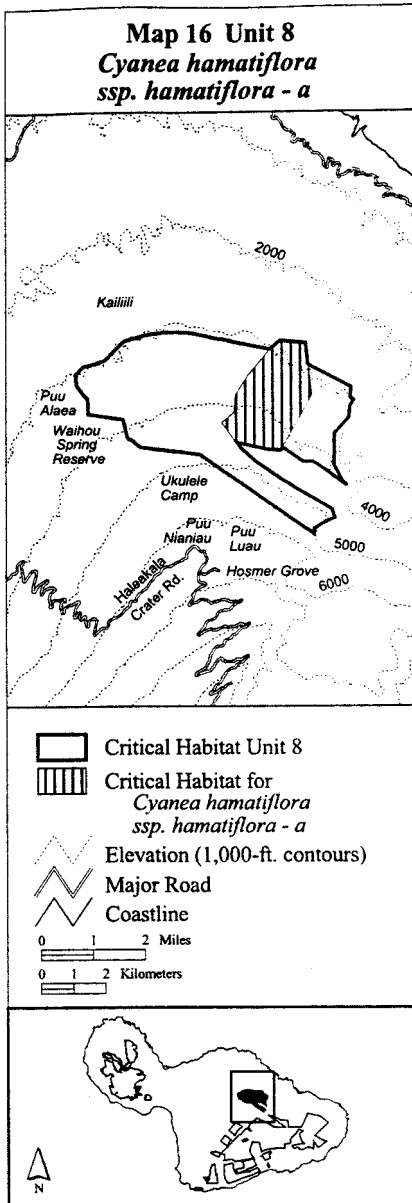 Map 16 Unit 8
Cyanea hamatiflora
ssp. hamatiflora - a
2000
Kailiili
Puu
Alaea
Waihou
Spring
Reserve
Ukulele
Camp
4000
Puu
Nianiau
Puu
Luau
5000
Hosmer Grove
6000
Haleakala
Crater Rd.
Critical Habitat Unit 8
Critical Habitat for
Cyanea hamatiflora
ssp. hamatiflora - a
Elevation (1,000-ft. contours)
Major Road
Coastline
0 1 2 Miles
0 1 2 Kilometers
N